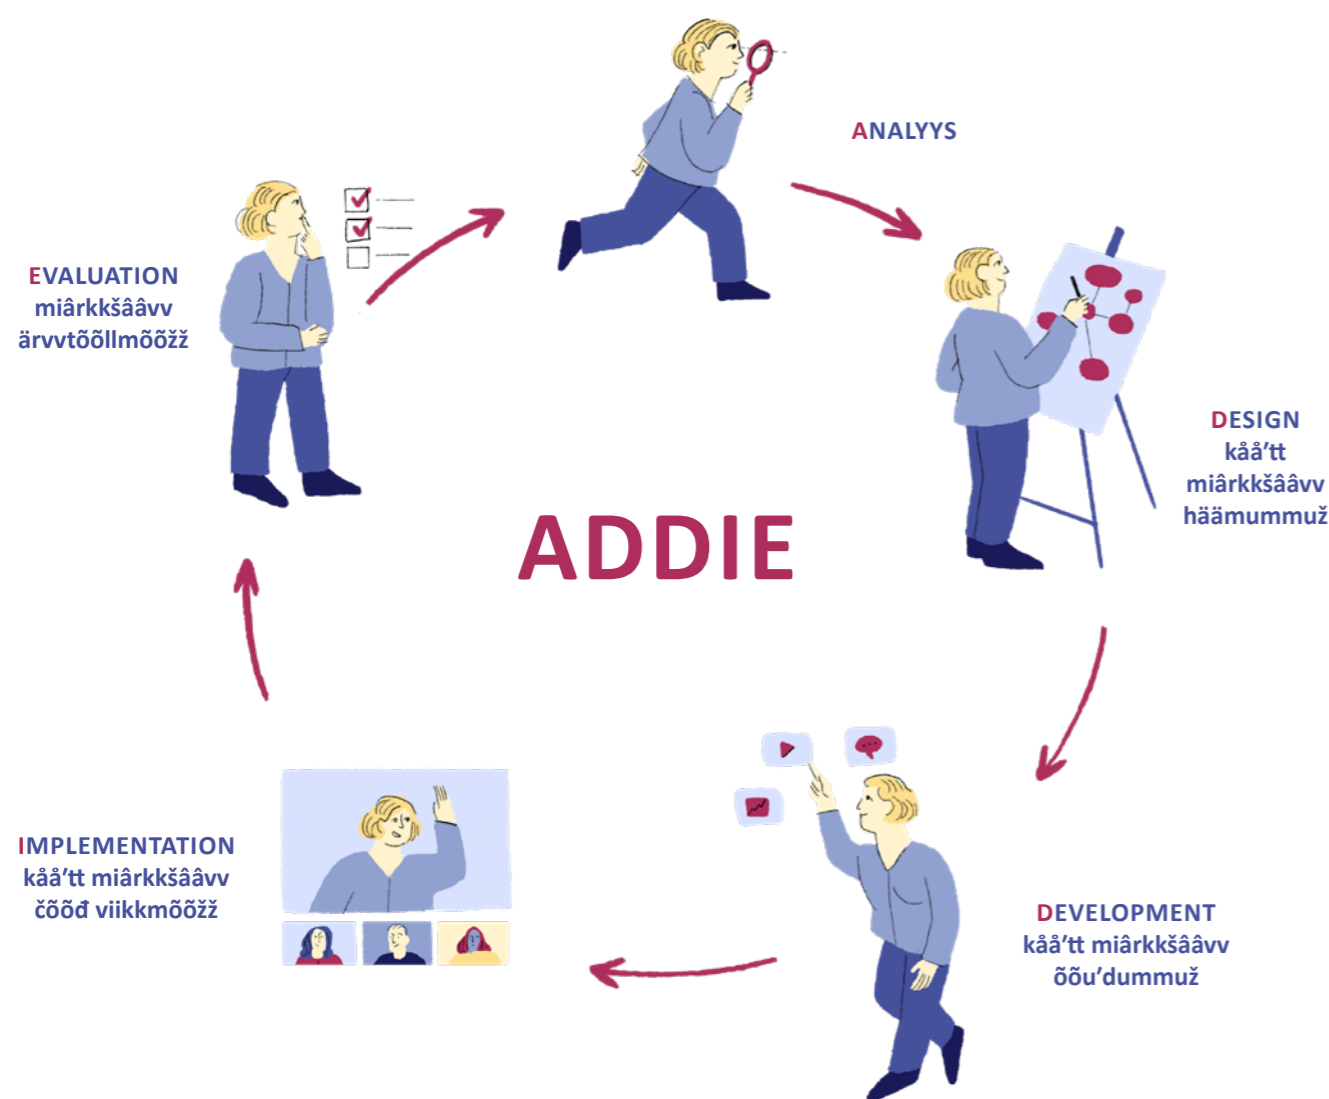 ANALYYS
EVALUATION
miârkkšââvv
ärvvtõõllmõõžž
DESIGN
kåå'tt
miârkkšââvv
häämummuž
ADDIE
IMPLEMENTATION
kåå'tt miârkkšââvv
čõõđ viikkmõõžž
DEVELOPMENT
kåå'tt miârkkšââvv
õõu'dummuž